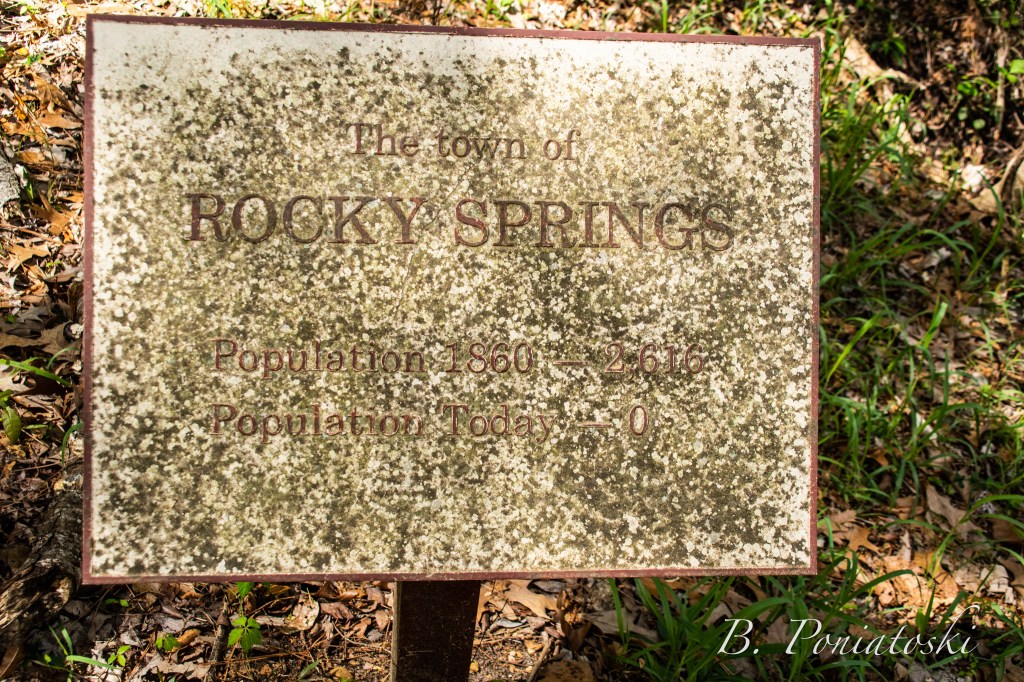 The town of
ROCKY SPRINGS
Population 1860 — 2,616
Population Today — 0
B. Poniatoski